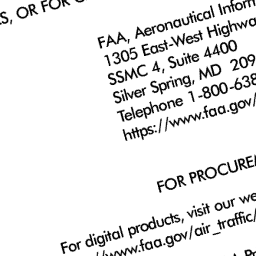 S, OR FOR
FAA, Aeronautical Inform
1305 East-West Highwa
SSMC 4, Suite 4400
Silver Spring, MD 209
Telephone 1-800-638
https://www.faa.gov/
FOR PROCUREM
For digital products, visit our we
//www.faa.gov/air_traffic/